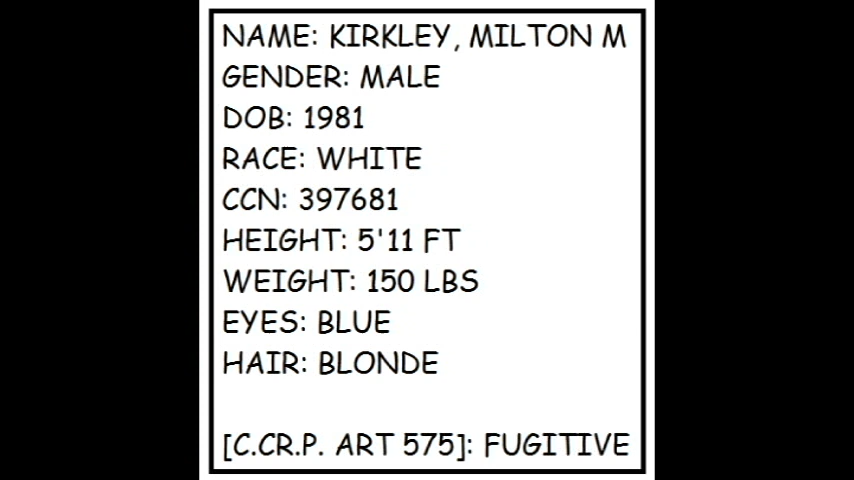 NAME: KIRKLEY, MILTON M
GENDER: MALE
DOB: 1981
RACE: WHITE
CCN: 397681
HEIGHT: 5'11 FT
WEIGHT: 150 LBS
EYES: BLUE
HAIR: BLONDE
[C.CR.P. ART 575]: FUGITIVE